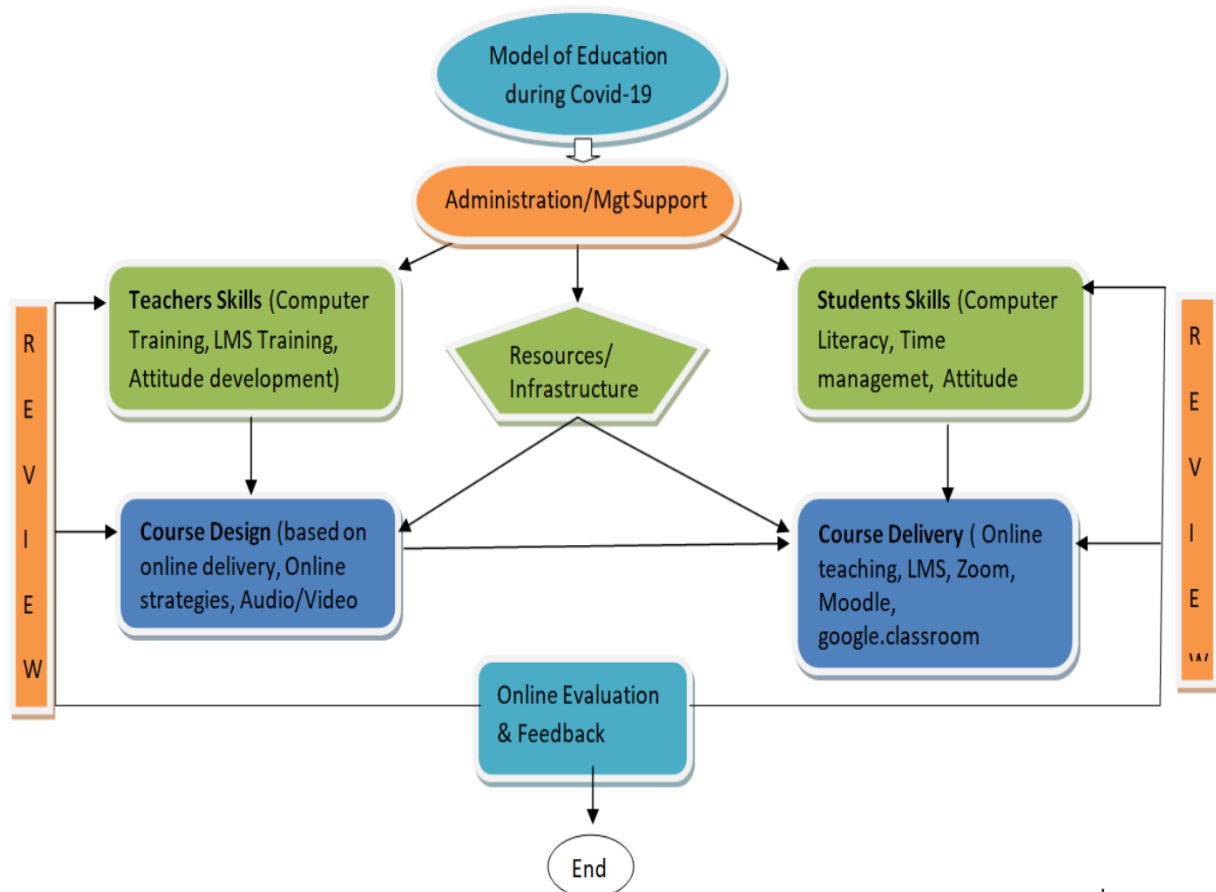 Model of Education
during Covid-19
Administration/Mgt Support
Teachers Skills (Computer
Training, LMS Training,
Attitude development)
Resources/
Infrastructure
Students Skills (Computer
Literacy, Time
managemet, Attitude
R
E
V
I
E
W
R
E
V
I
E
W
Course Design (based on
online delivery, Online
strategies, Audio/Video
Course Delivery ( Online
teaching, LMS, Zoom,
Moodle,
google.classroom
Online Evaluation
& Feedback
End